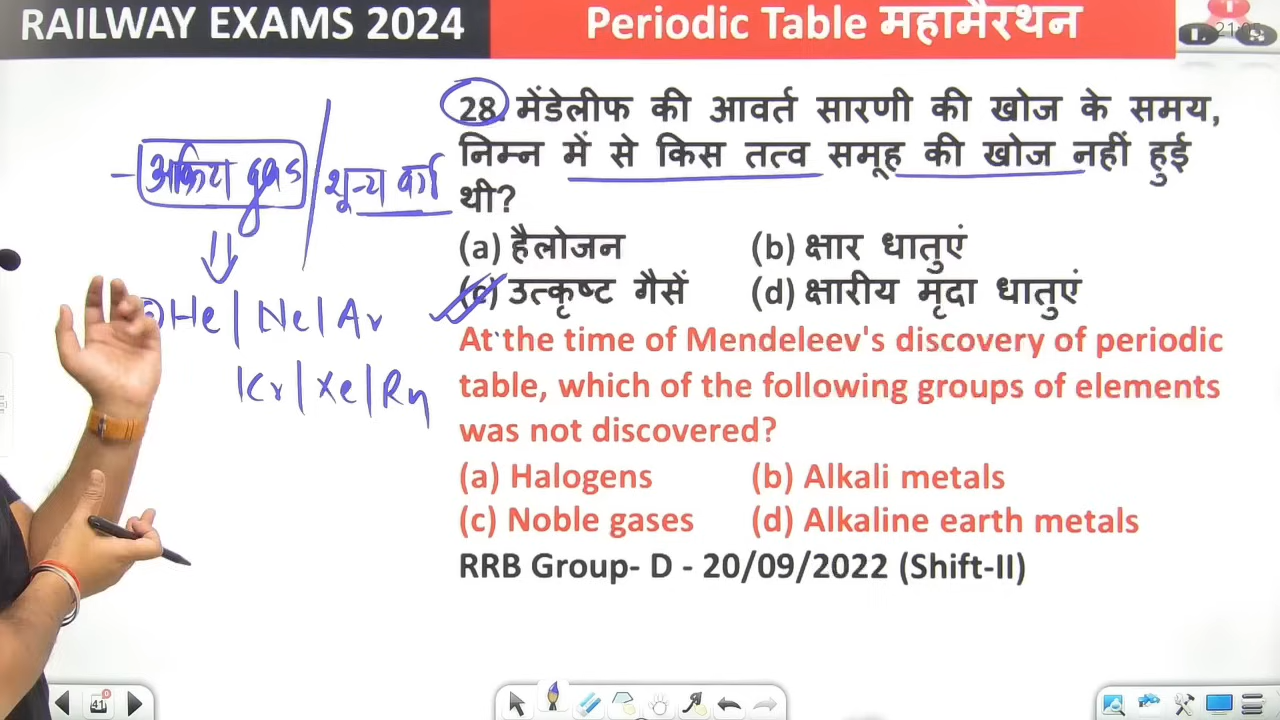 RAILWAY EXAMS 2024
Periodic Table महामैरथन
28. मेंडेलीफ की आवर्त सारणी की खोज के समय,
निम्न में से किस तत्व समूह की खोज नहीं हुई
थी?
(a) हैलोजन (b) क्षार धातुएं
(c) उत्कृष्ट गैसें (d) क्षारीय मृदा धातुएं
At the time of Mendeleev's discovery of periodic
table, which of the following groups of elements
was not discovered?
(a) Halogens (b) Alkali metals
(c) Noble gases (d) Alkaline earth metals
RRB Group- D - 20/09/2022 (Shift-II)
- अक्रिय gas / शून्य वर्ग
He | Ne | Ar
Kr | Xe | Rn
41